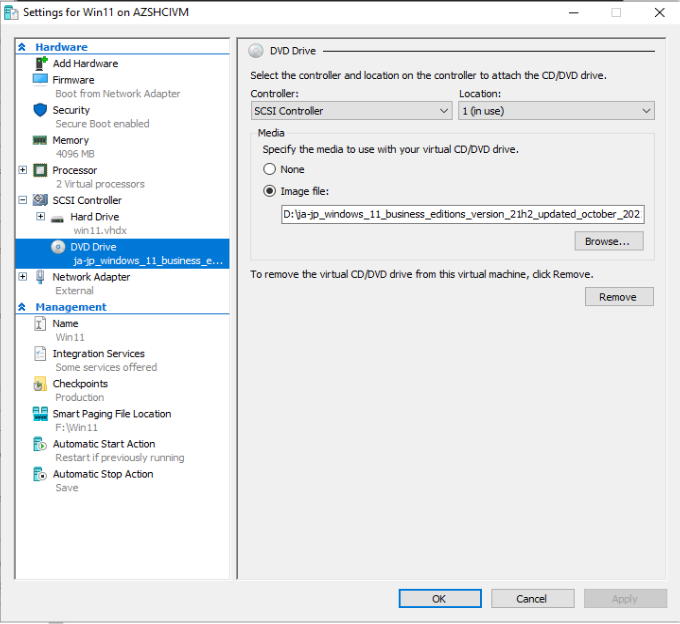 Settings for Win11 on AZSHCIVM
Hardware
Add Hardware
Firmware
Boot from Network Adapter
Security
Secure Boot enabled
Memory
4096 MB
Processor
2 Virtual processors
SCSI Controller
Hard Drive
win11.vhdx
DVD Drive
ja-jp_windows_11_business_e...
Network Adapter
External
Management
Name
Win11
Integration Services
Some services offered
Checkpoints
Production
Smart Paging File Location
F:\Win11
Automatic Start Action
Restart if previously running
Automatic Stop Action
Save
DVD Drive
Select the controller and location on the controller to attach the CD/DVD drive.
Controller: Location:
SCSI Controller 1 (in use)
Media
Specify the media to use with your virtual CD/DVD drive.
None
Image file:
D:\ja-jp_windows_11_business_editions_version_21h2_updated_october_202
Browse...
To remove the virtual CD/DVD drive from this virtual machine, click Remove.
Remove
OK Cancel Apply